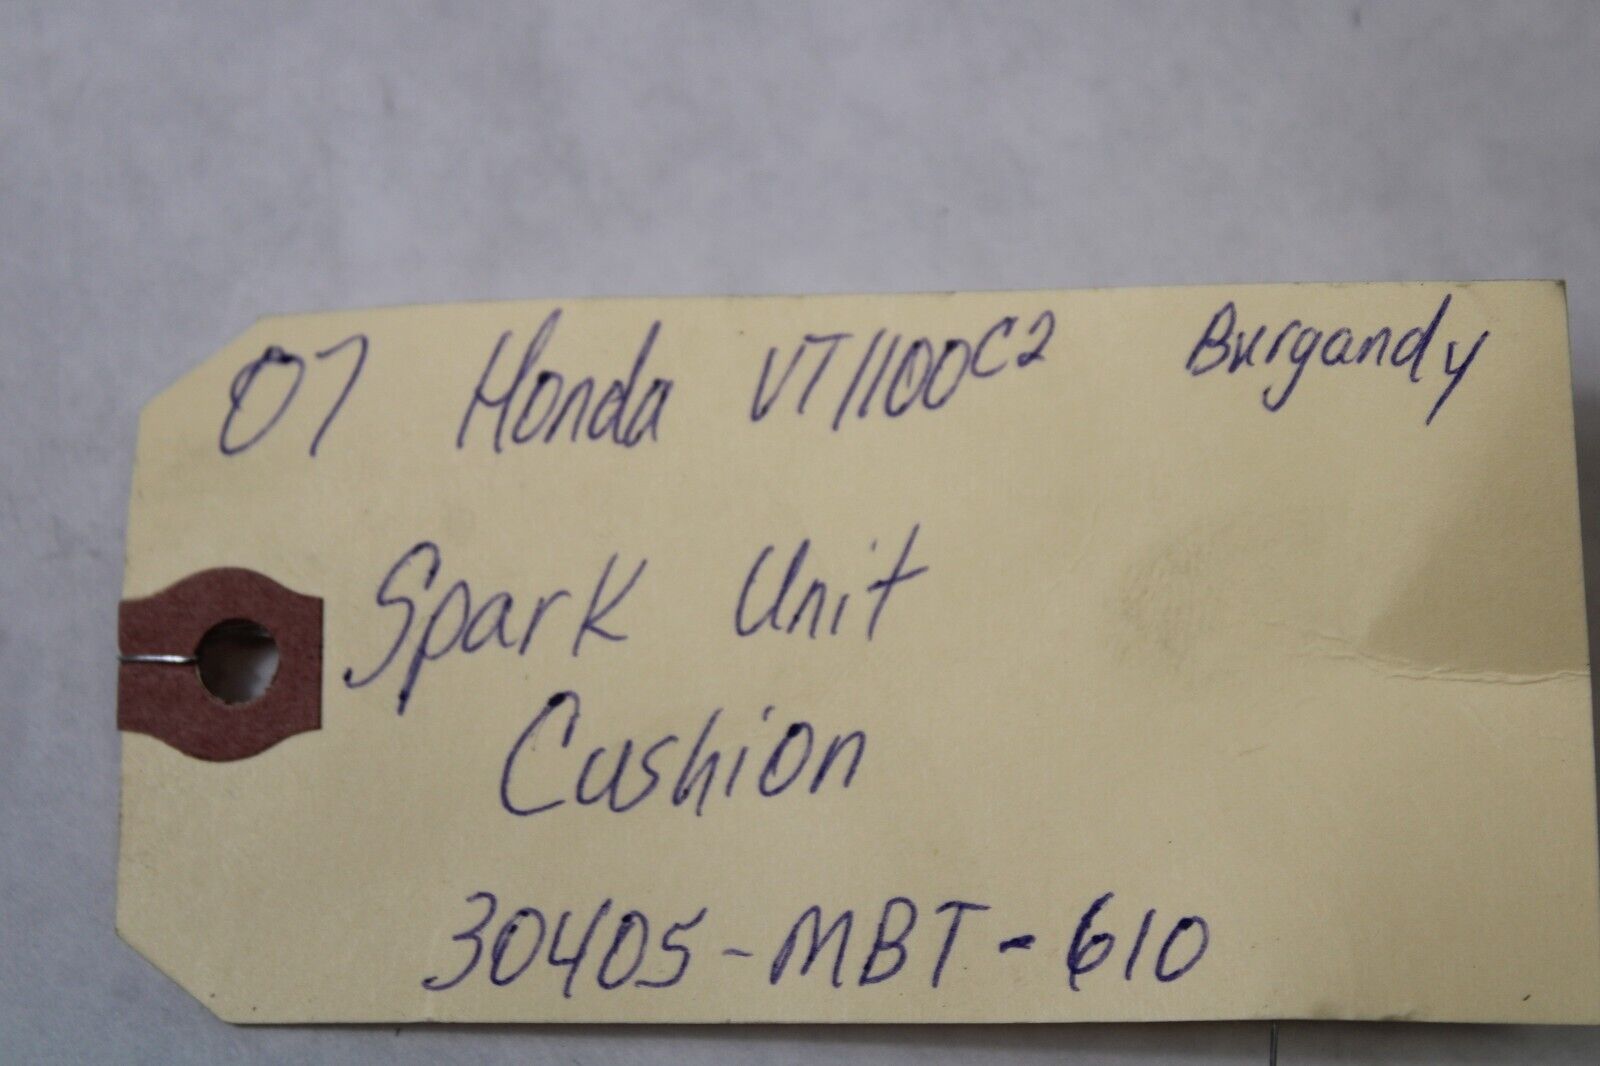 07 Honda VT1100C2 Burgandy
Spark Unit
Cushion
30405-MBT-610